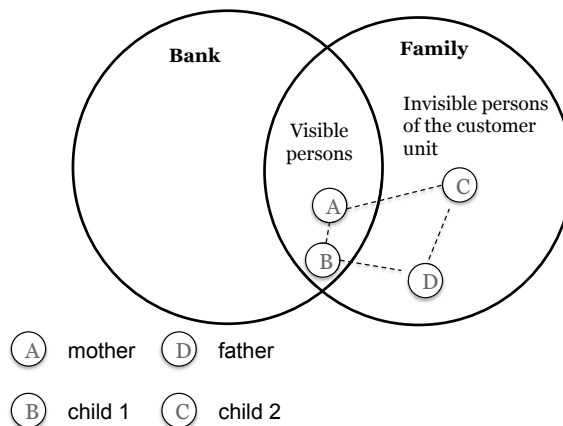 Bank
Family
Visible
persons
Invisible persons
of the customer
unit
A
C
B
D
A mother D father
B child 1 C child 2